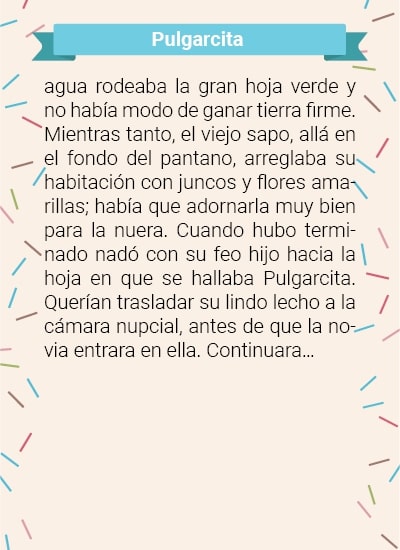 Pulgarcita
agua rodeaba la gran hoja verde y
no había modo de ganar tierra firme.
Mientras tanto, el viejo sapo, allá en
el fondo del pantano, arreglaba su
habitación con juncos y flores ama-
rillas; había que adornarla muy bien
para la nuera. Cuando hubo termi-
nado nadó con su feo hijo hacia la
hoja en que se hallaba Pulgarcita.
Querían trasladar su lindo lecho a la
cámara nupcial, antes de que la no-
via entrara en ella. Continuara...